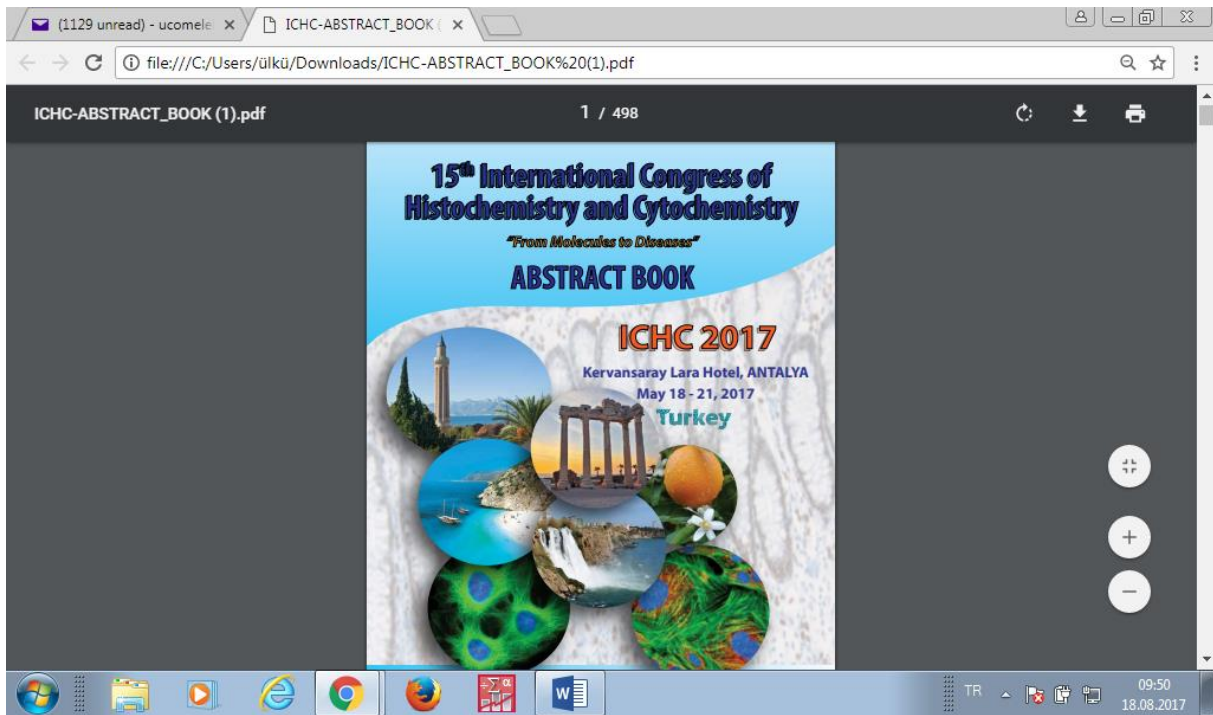 (1129 unread) - ucomele
ICHC-ABSTRACT_BOOK (
file:///C:/Users/ülkü/Downloads/ICHC-ABSTRACT_BOOK%20(1).pdf
ICHC-ABSTRACT_BOOK (1).pdf
1 / 498
15th International Congress of
Histochemistry and Cytochemistry
"From Molecules to Diseases"
ABSTRACT BOOK
ICHC 2017
Kervansaray Lara Hotel, ANTALYA
May 18 - 21, 2017
Turkey
TR
09:50
18.08.2017